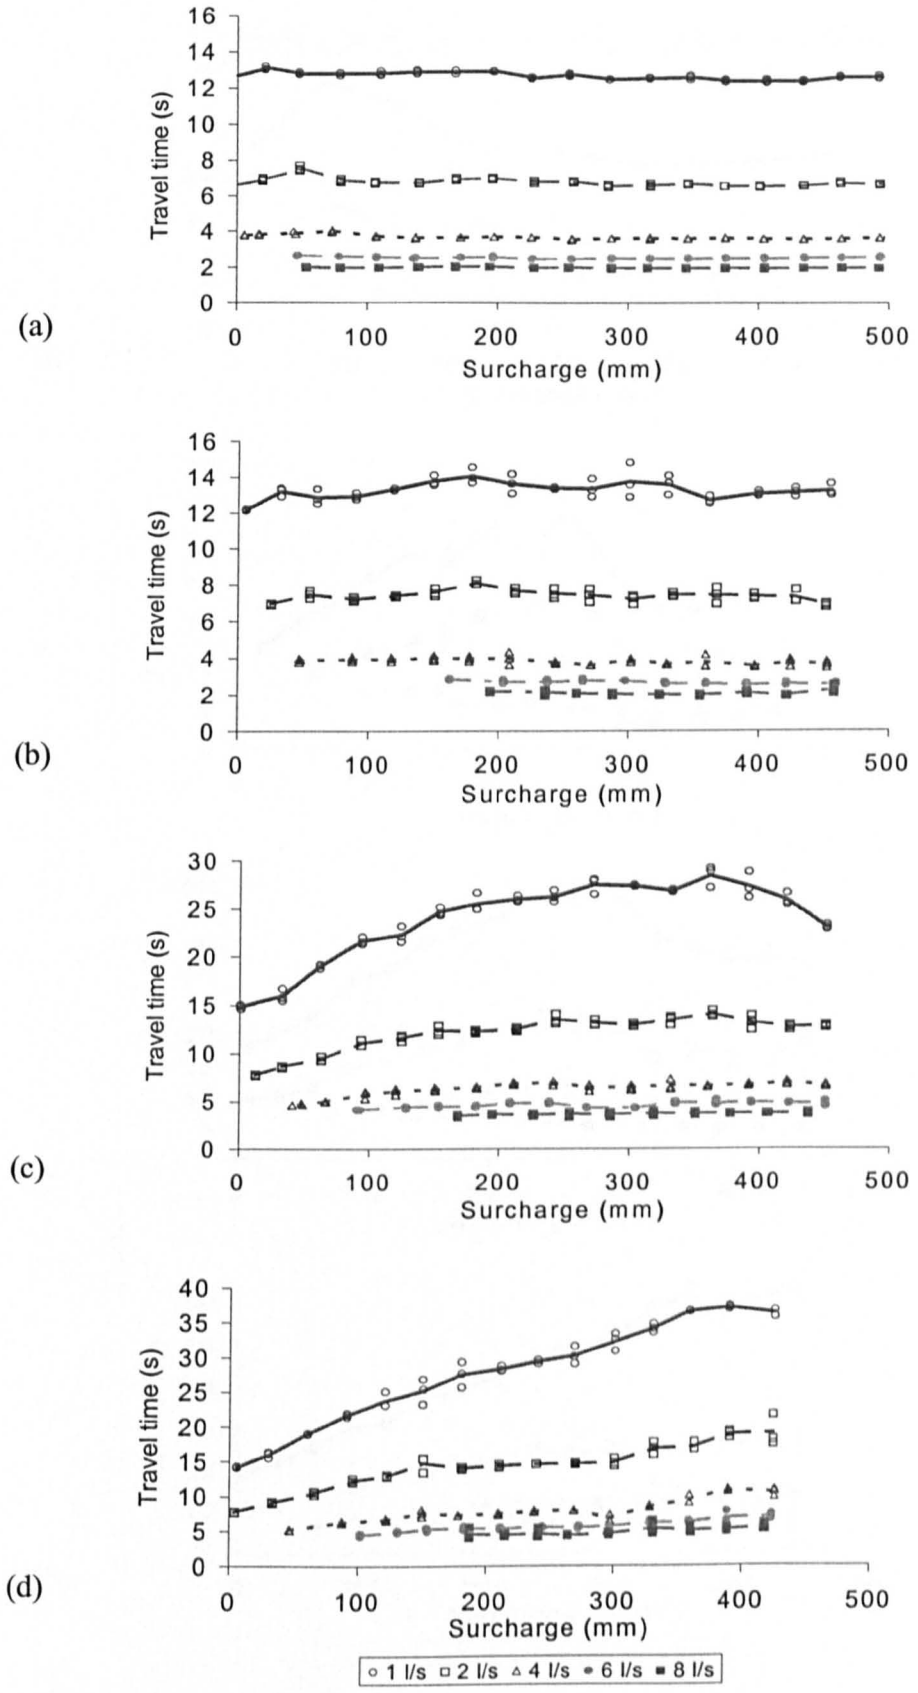 16
14
12
10
8
6
4
2
0
Travel time (s)
0 100 200 300 400 500
Surcharge (mm)
(a)
16
14
12
10
8
6
4
2
0
Travel time (s)
0 100 200 300 400 500
Surcharge (mm)
(b)
30
25
20
15
10
5
0
Travel time (s)
0 100 200 300 400 500
Surcharge (mm)
(c)
40
35
30
25
20
15
10
5
0
Travel time (s)
0 100 200 300 400 500
Surcharge (mm)
(d)
1 l/s 2 l/s 4 l/s 6 l/s 8 l/s